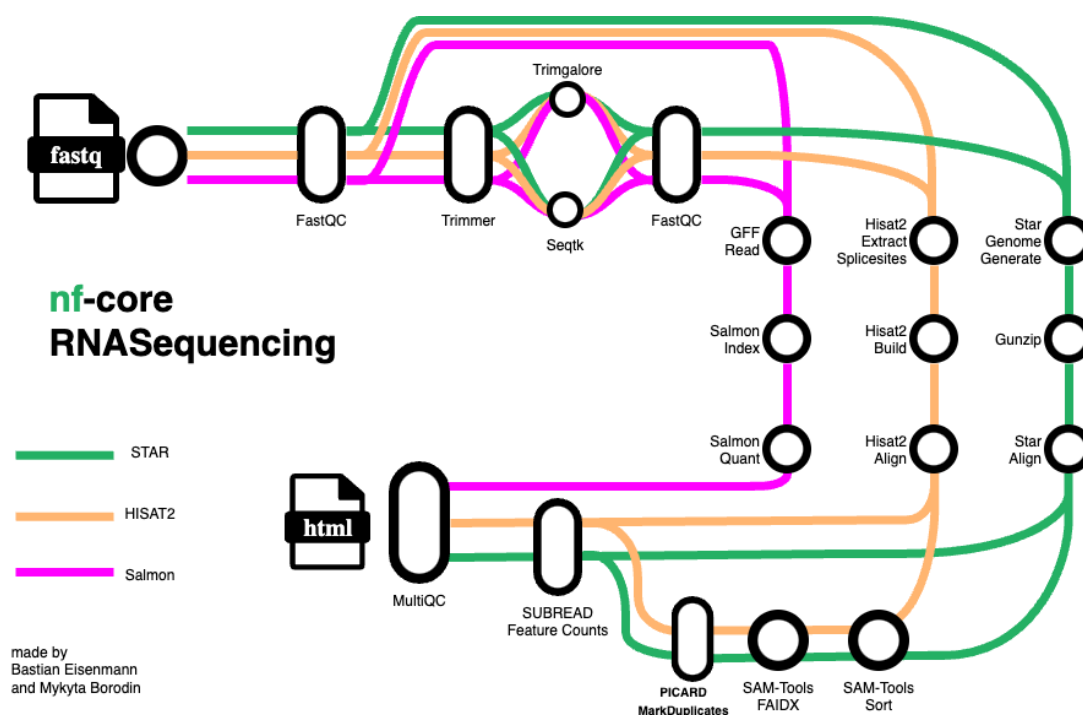 Trimgalore
fastq
FastQC
Trimmer
Seqtk
FastQC
GFF
Read
Hisat2
Extract
Splicesites
Star
Genome
Generate
nf-core
RNASequencing
Salmon
Index
Hisat2
Build
Gunzip
STAR
HISAT2
Salmon
Salmon
Quant
Hisat2
Align
Star
Align
html
MultiQC
SUBREAD
Feature Counts
PICARD
MarkDuplicates
SAM-Tools
FAIDX
SAM-Tools
Sort
made by
Bastian Eisenmann
and Mykyta Borodin